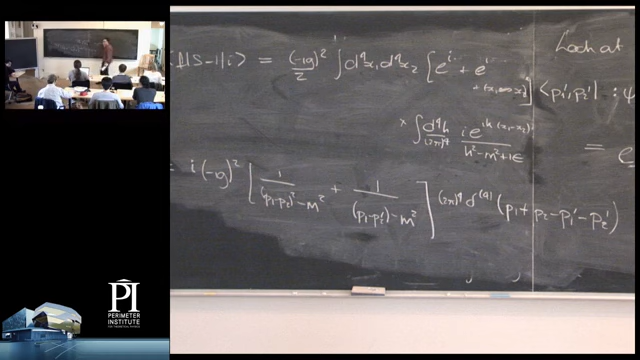 ⟨f|S-1|i⟩ = (-ig)²/2 ∫ d⁴x₁ d⁴x₂ [e^{i·} + e^{i
+ (x₁ ↔ x₂)]
Look at
⟨p₁', p₂'| : ψ
× ∫ d⁴k/(2π)⁴ i e^{ik(x₁-x₂)}/(k²-m²+iε)
= e
= i(-ig)² [ 1/((p₁-p₁')²-m²) + 1/((p₁-p₂')²-m²) ] (2π)⁴ δ⁽⁴⁾(p₁+p₂-p₁'-p₂')
PI
PERIMETER
INSTITUTE
FOR THEORETICAL PHYSICS